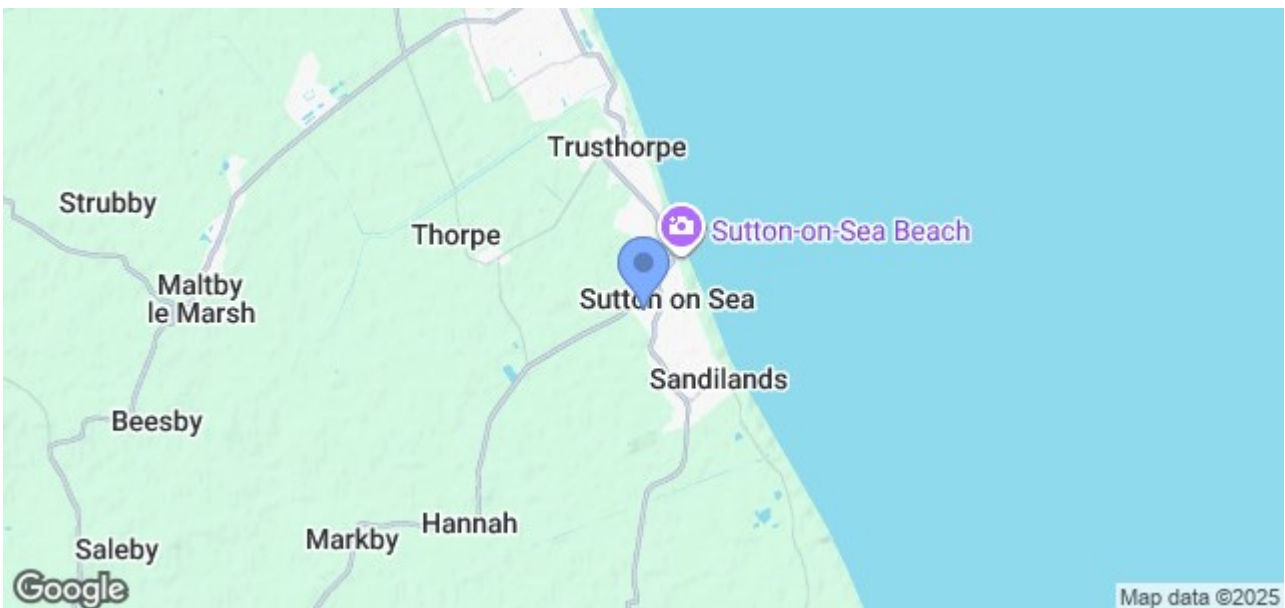 Trusthorpe
Strubby
Thorpe
Sutton-on-Sea Beach
Maltby
le Marsh
Sutton on Sea
Sandilands
Beesby
Hannah
Markby
Saleby
Google
Map data ©2025